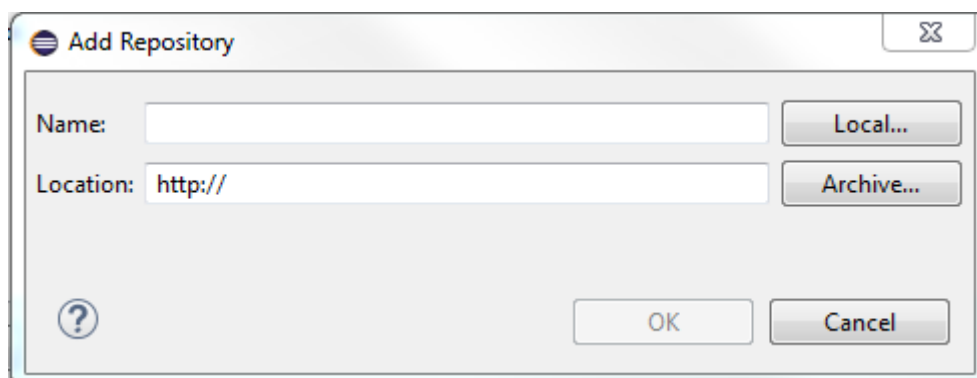 Add Repository
Name:
Local...
Location: http://
Archive...
?
OK
Cancel